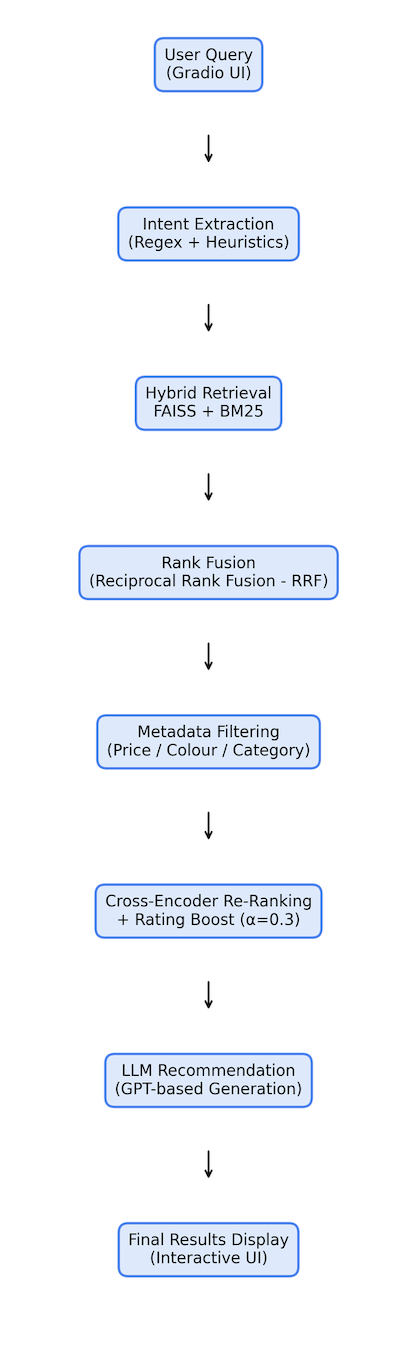 User Query
(Gradio UI)
Intent Extraction
(Regex + Heuristics)
Hybrid Retrieval
FAISS + BM25
Rank Fusion
(Reciprocal Rank Fusion - RRF)
Metadata Filtering
(Price / Colour / Category)
Cross-Encoder Re-Ranking
+ Rating Boost (α=0.3)
LLM Recommendation
(GPT-based Generation)
Final Results Display
(Interactive UI)